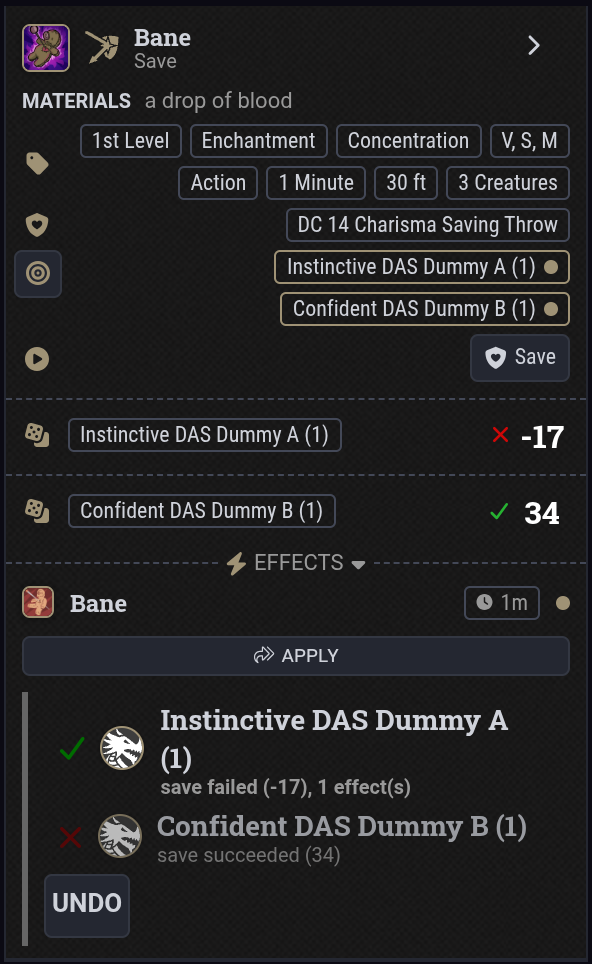 Bane
Save
MATERIALS a drop of blood
1st Level Enchantment Concentration V, S, M
Action 1 Minute 30 ft 3 Creatures
DC 14 Charisma Saving Throw
Instinctive DAS Dummy A (1)
Confident DAS Dummy B (1)
Save
Instinctive DAS Dummy A (1) -17
Confident DAS Dummy B (1) 34
EFFECTS
Bane 1m
APPLY
Instinctive DAS Dummy A
(1)
save failed (-17), 1 effect(s)
Confident DAS Dummy B (1)
save succeeded (34)
UNDO